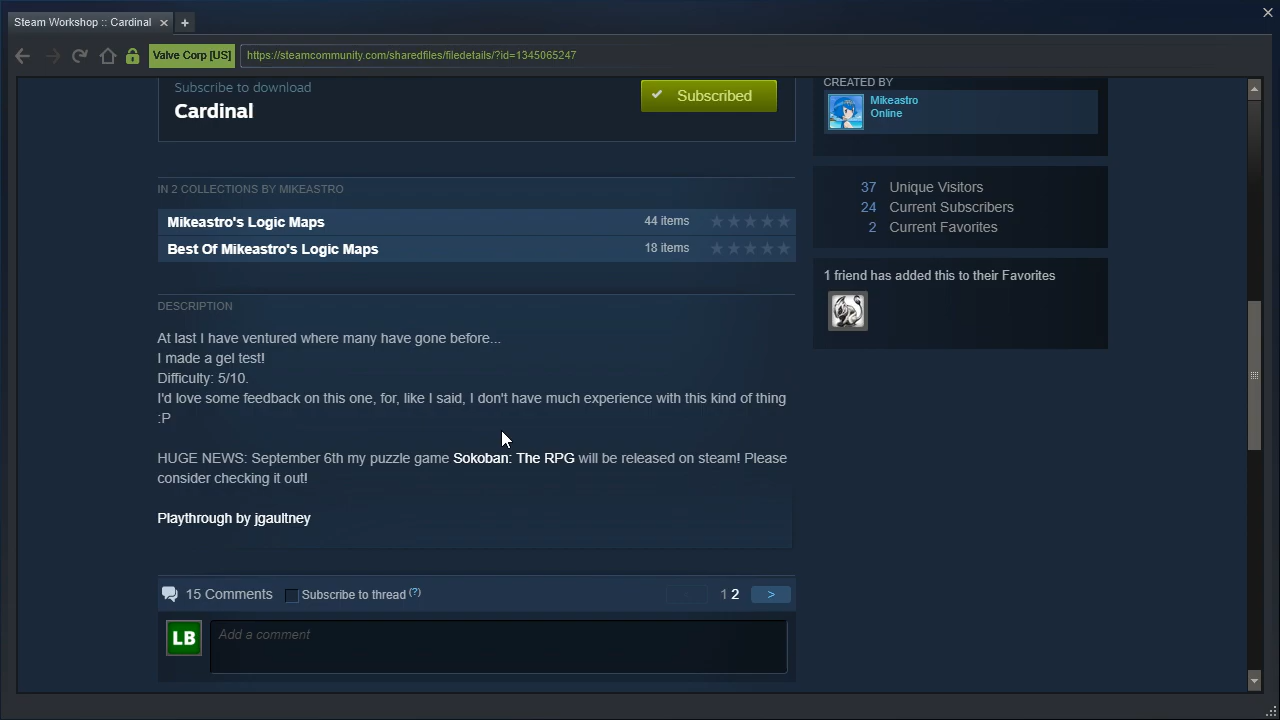 Steam Workshop :: Cardinal
Valve Corp [US]
https://steamcommunity.com/sharedfiles/filedetails/?id=1345065247
Subscribe to download
Cardinal
Subscribed
IN 2 COLLECTIONS BY MIKEASTRO
Mikeastro's Logic Maps 44 items
Best Of Mikeastro's Logic Maps 18 items
DESCRIPTION
At last I have ventured where many have gone before...
I made a gel test!
Difficulty: 5/10.
I'd love some feedback on this one, for, like I said, I don't have much experience with this kind of thing
:P
HUGE NEWS: September 6th my puzzle game Sokoban: The RPG will be released on steam! Please
consider checking it out!
Playthrough by jgaultney
15 Comments Subscribe to thread (?)
< 1 2 >
LB
Add a comment
CREATED BY
Mikeastro
Online
37 Unique Visitors
24 Current Subscribers
2 Current Favorites
1 friend has added this to their Favorites